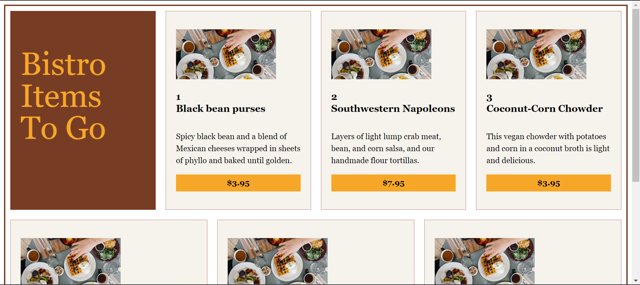 Bistro
Items
To Go
1
Black bean purses
Spicy black bean and a blend of
Mexican cheeses wrapped in sheets
of phyllo and baked until golden.
$3.95
2
Southwestern Napoleons
Layers of light lump crab meat,
bean, and corn salsa, and our
handmade flour tortillas.
$7.95
3
Coconut-Corn Chowder
This vegan chowder with potatoes
and corn in a coconut broth is light
and delicious.
$3.95